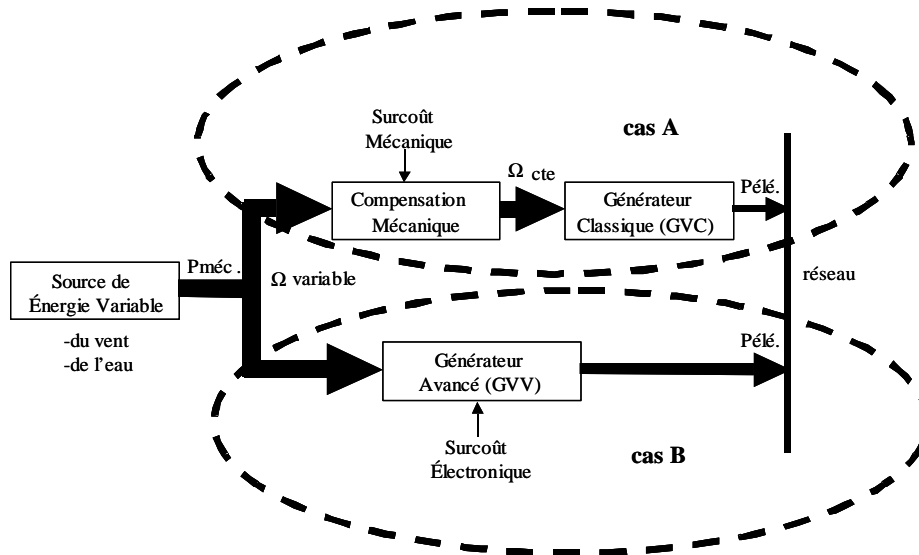 Surcoût
Mécanique
cas A
Ω cte
Compensation
Mécanique
Générateur
Classique (GVC)
Pélé.
Source de
Énergie Variable
Pméc .
Ω variable
réseau
-du vent
-de l'eau
Générateur
Avancé (GVV)
Pélé.
Surcoût
Électronique
cas B